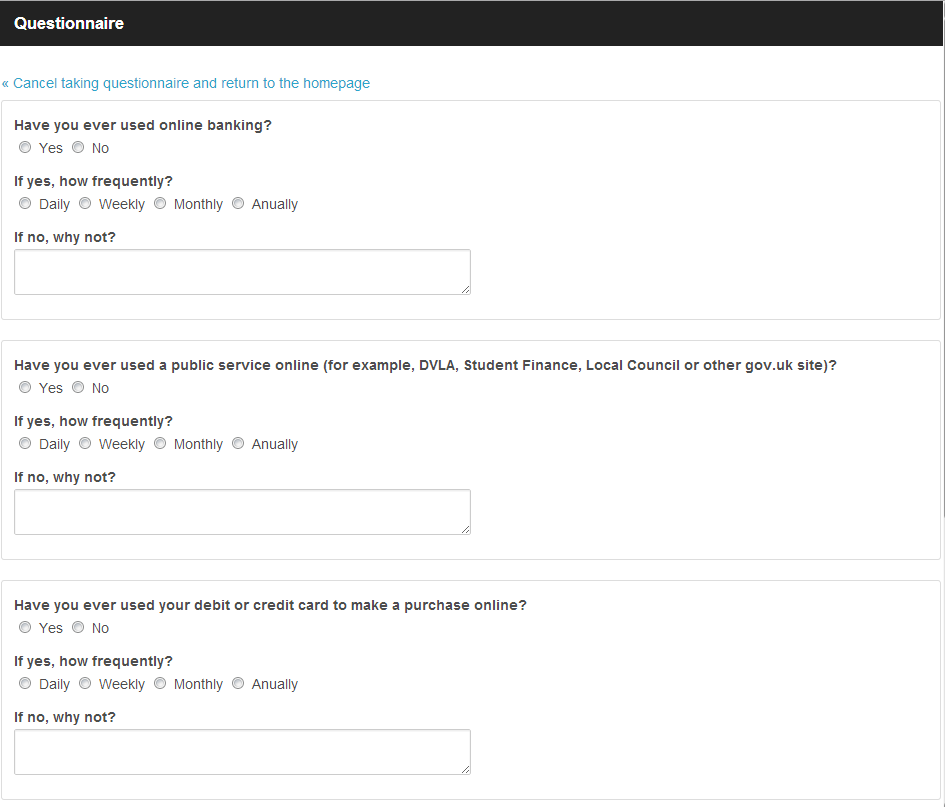 Questionnaire
« Cancel taking questionnaire and return to the homepage
Have you ever used online banking?
Yes No
If yes, how frequently?
Daily Weekly Monthly Anually
If no, why not?
Have you ever used a public service online (for example, DVLA, Student Finance, Local Council or other gov.uk site)?
Yes No
If yes, how frequently?
Daily Weekly Monthly Anually
If no, why not?
Have you ever used your debit or credit card to make a purchase online?
Yes No
If yes, how frequently?
Daily Weekly Monthly Anually
If no, why not?